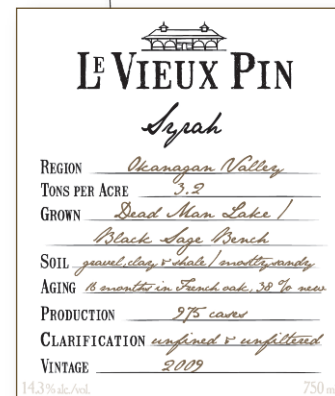 LE VIEUX PIN
Syrah
REGION Okanagan Valley
TONS PER ACRE 3.2
GROWN Dead Man Lake /
Black Sage Bench
SOIL gravel, clay & shale / mostly sandy
AGING 18 months in French oak, 38% new
PRODUCTION 975 cases
CLARIFICATION unfined & unfiltered
VINTAGE 2009
14.3% alc./vol. 750 m